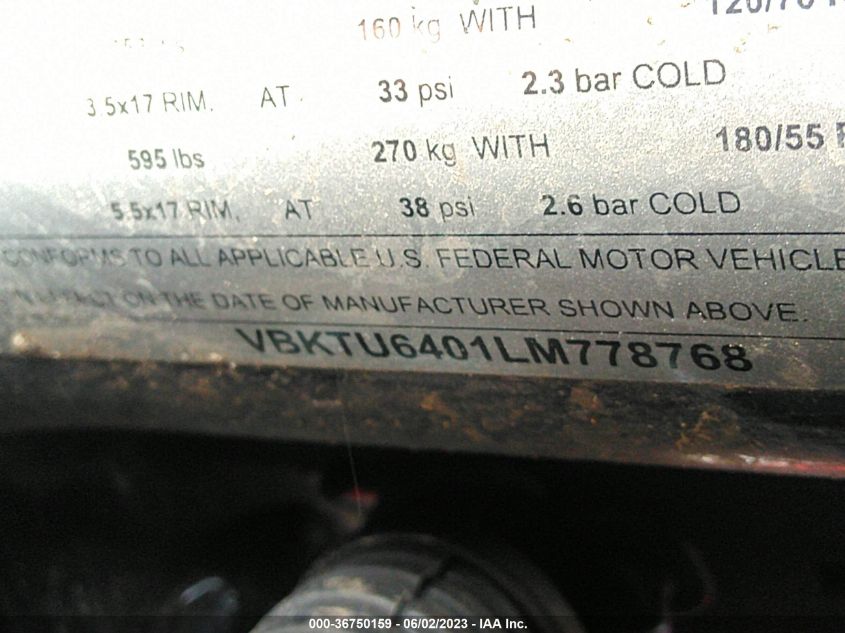 160 kg WITH 120/70
3.5x17 RIM. AT 33 psi 2.3 bar COLD
595 lbs 270 kg WITH 180/55
5.5x17 RIM. AT 38 psi 2.6 bar COLD
CONFORMS TO ALL APPLICABLE U.S. FEDERAL MOTOR VEHICLE
ON THE DATE OF MANUFACTURER SHOWN ABOVE.
VBKTU6401LM778768
000-36750159 - 06/02/2023 - IAA Inc.